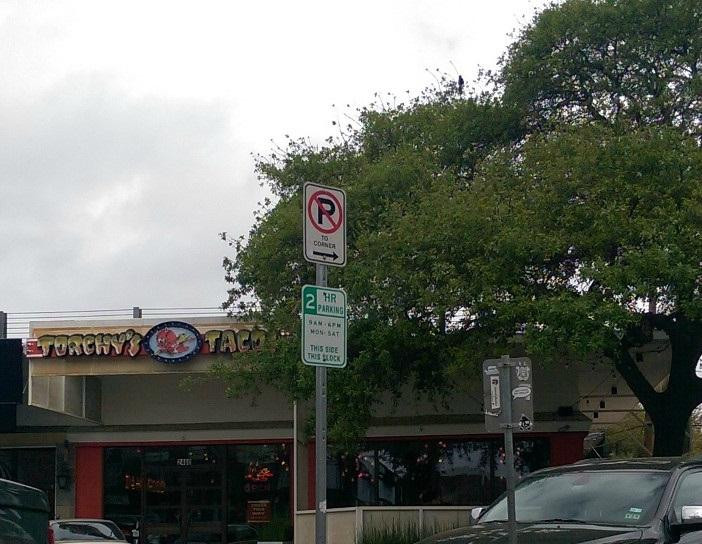 P
TO
CORNER
2 HR
PARKING
9AM-6PM
MON-SAT
THIS SIDE
THIS BLOCK
TORCHY'S TACO